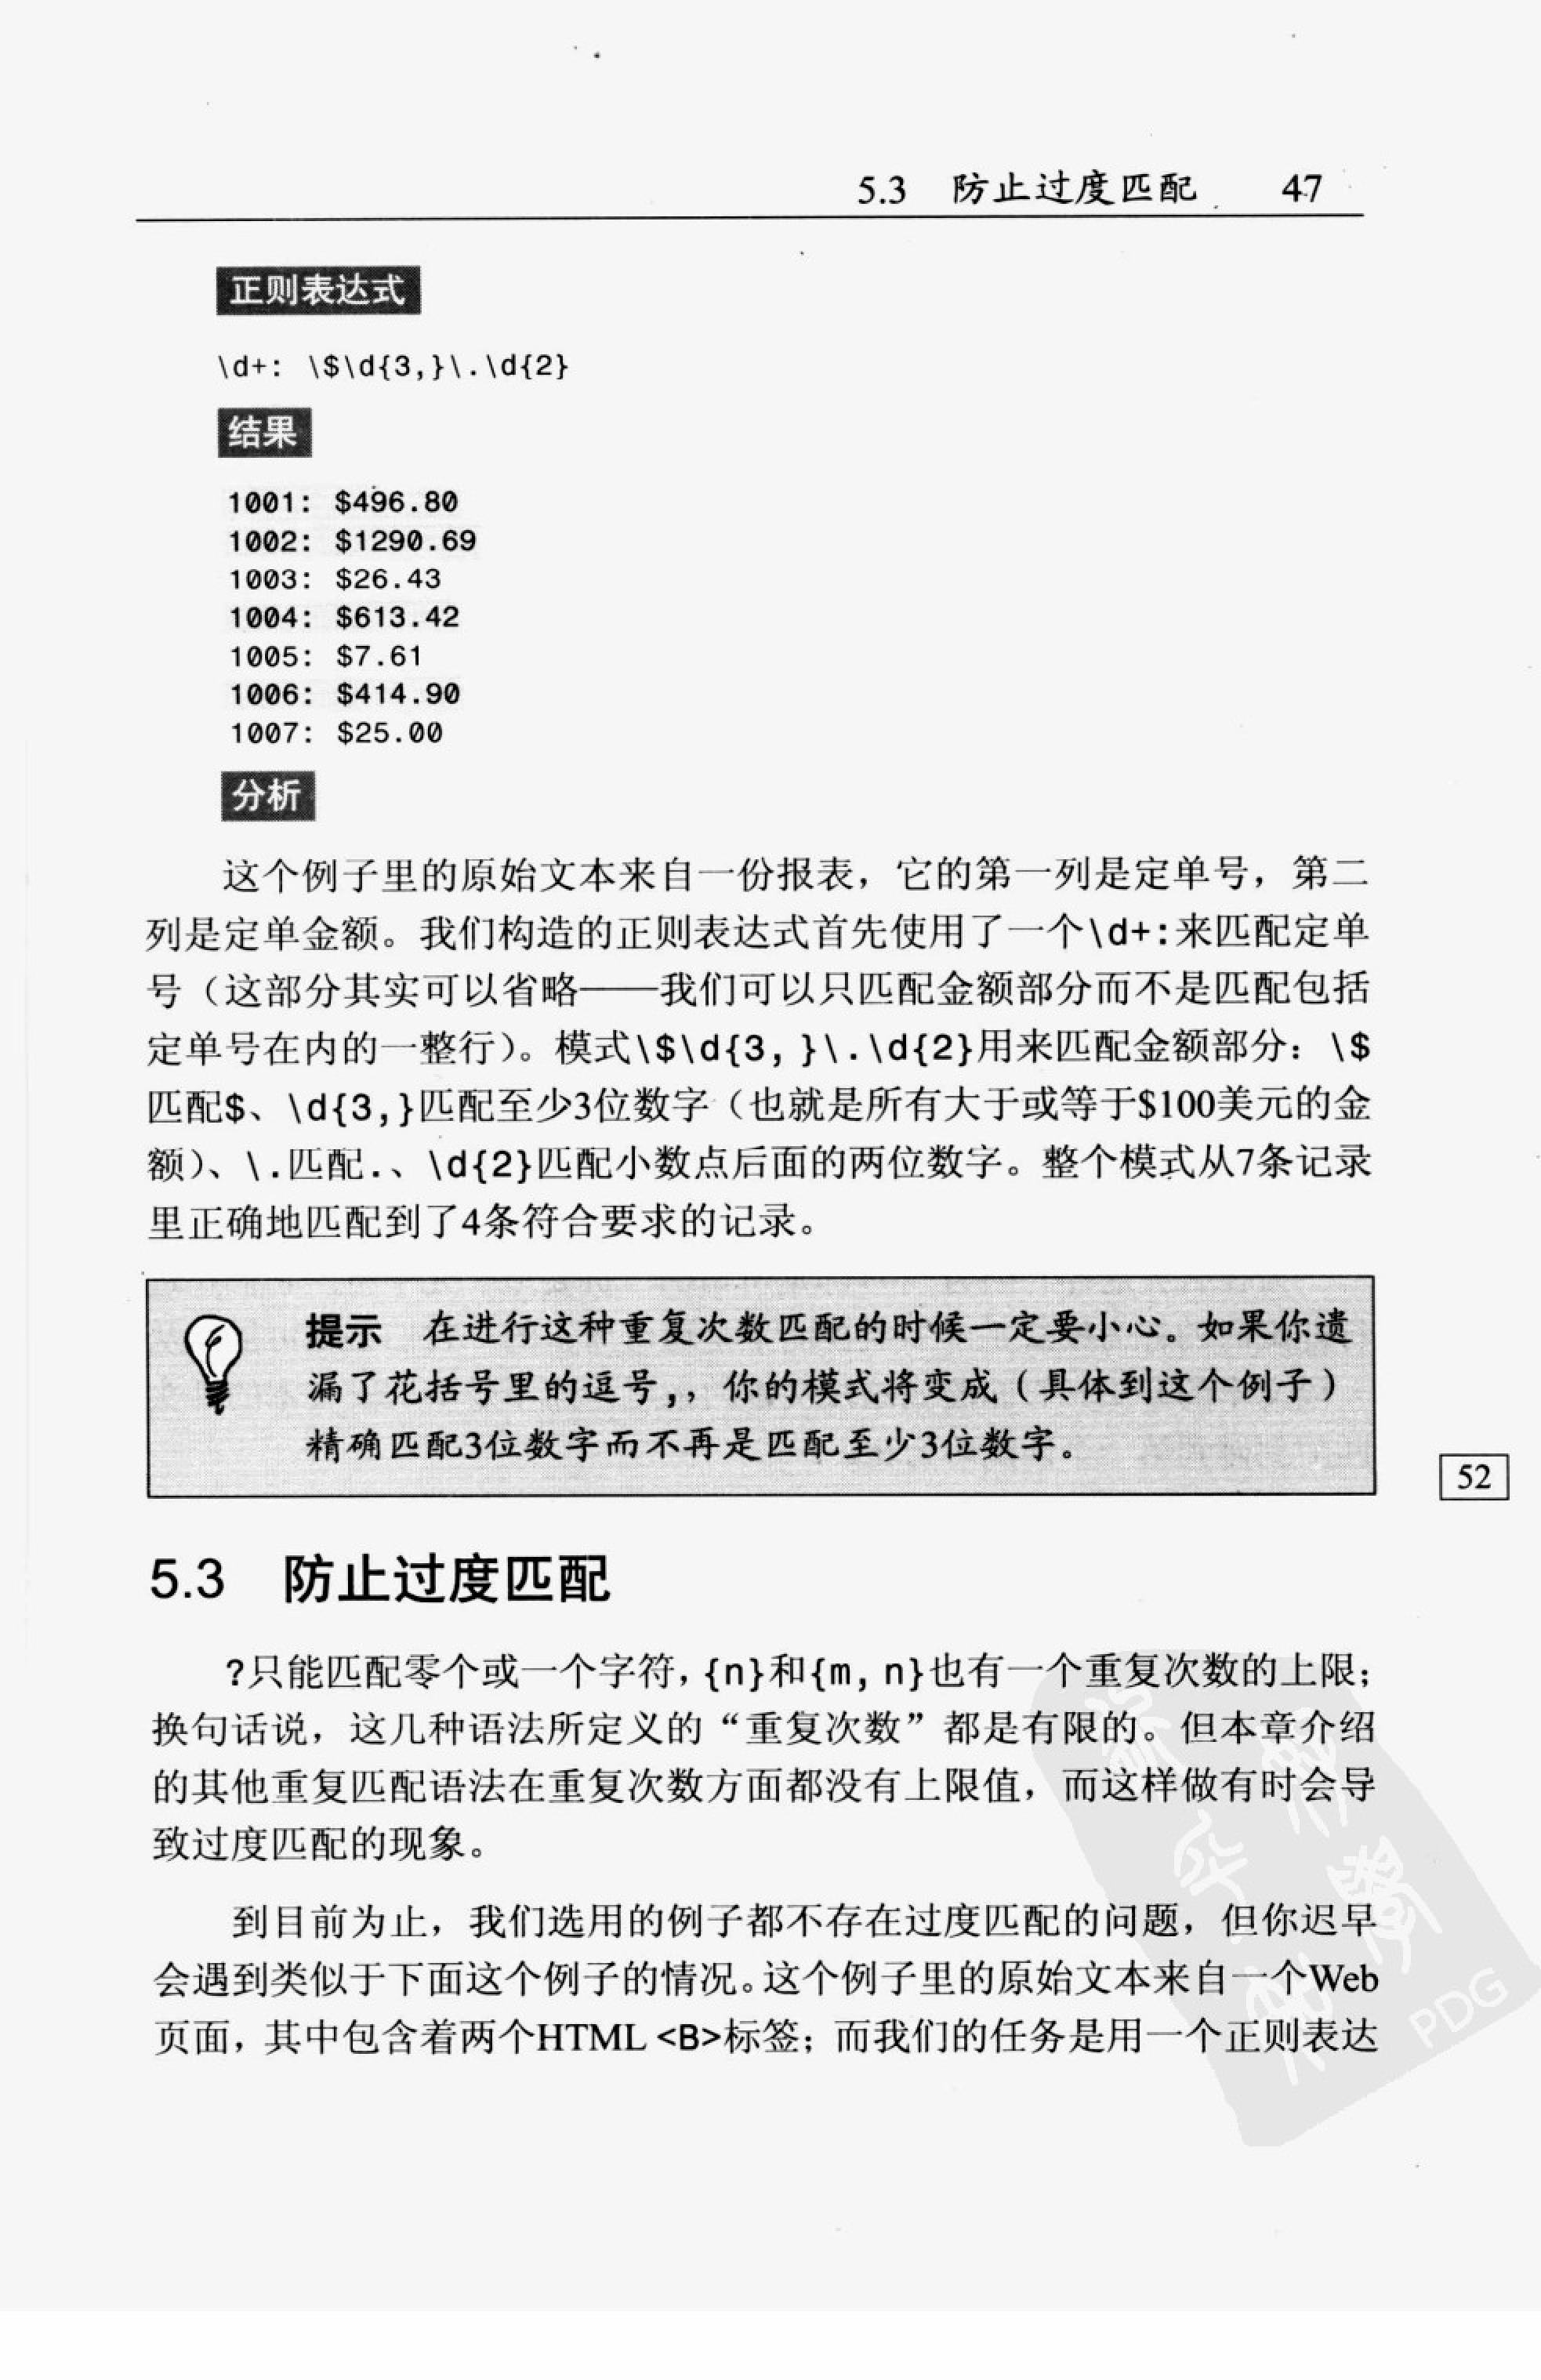 5.3 防止过度匹配 47
正则表达式
\d+: \$\d{3,}\.\d{2}
结果
1001: $496.80
1002: $1290.69
1003: $26.43
1004: $613.42
1005: $7.61
1006: $414.90
1007: $25.00
分析
这个例子里的原始文本来自一份报表，它的第一列是定单号，第二
列是定单金额。我们构造的正则表达式首先使用了一个\d+:来匹配定单
号（这部分其实可以省略——我们可以只匹配金额部分而不是匹配包括
定单号在内的一整行）。模式\$\d{3, }\.\d{2}用来匹配金额部分：\$
匹配$、\d{3,}匹配至少3位数字（也就是所有大于或等于$100美元的金
额）、\.匹配.、\d{2}匹配小数点后面的两位数字。整个模式从7条记录
里正确地匹配到了4条符合要求的记录。
提示 在进行这种重复次数匹配的时候一定要小心。如果你遗
漏了花括号里的逗号,，你的模式将变成（具体到这个例子）
精确匹配3位数字而不再是匹配至少3位数字。
52
5.3 防止过度匹配
?只能匹配零个或一个字符，{n}和{m, n}也有一个重复次数的上限；
换句话说，这几种语法所定义的“重复次数”都是有限的。但本章介绍
的其他重复匹配语法在重复次数方面都没有上限值，而这样做有时会导
致过度匹配的现象。
到目前为止，我们选用的例子都不存在过度匹配的问题，但你迟早
会遇到类似于下面这个例子的情况。这个例子里的原始文本来自一个Web
页面，其中包含着两个HTML <B>标签；而我们的任务是用一个正则表达
PDG